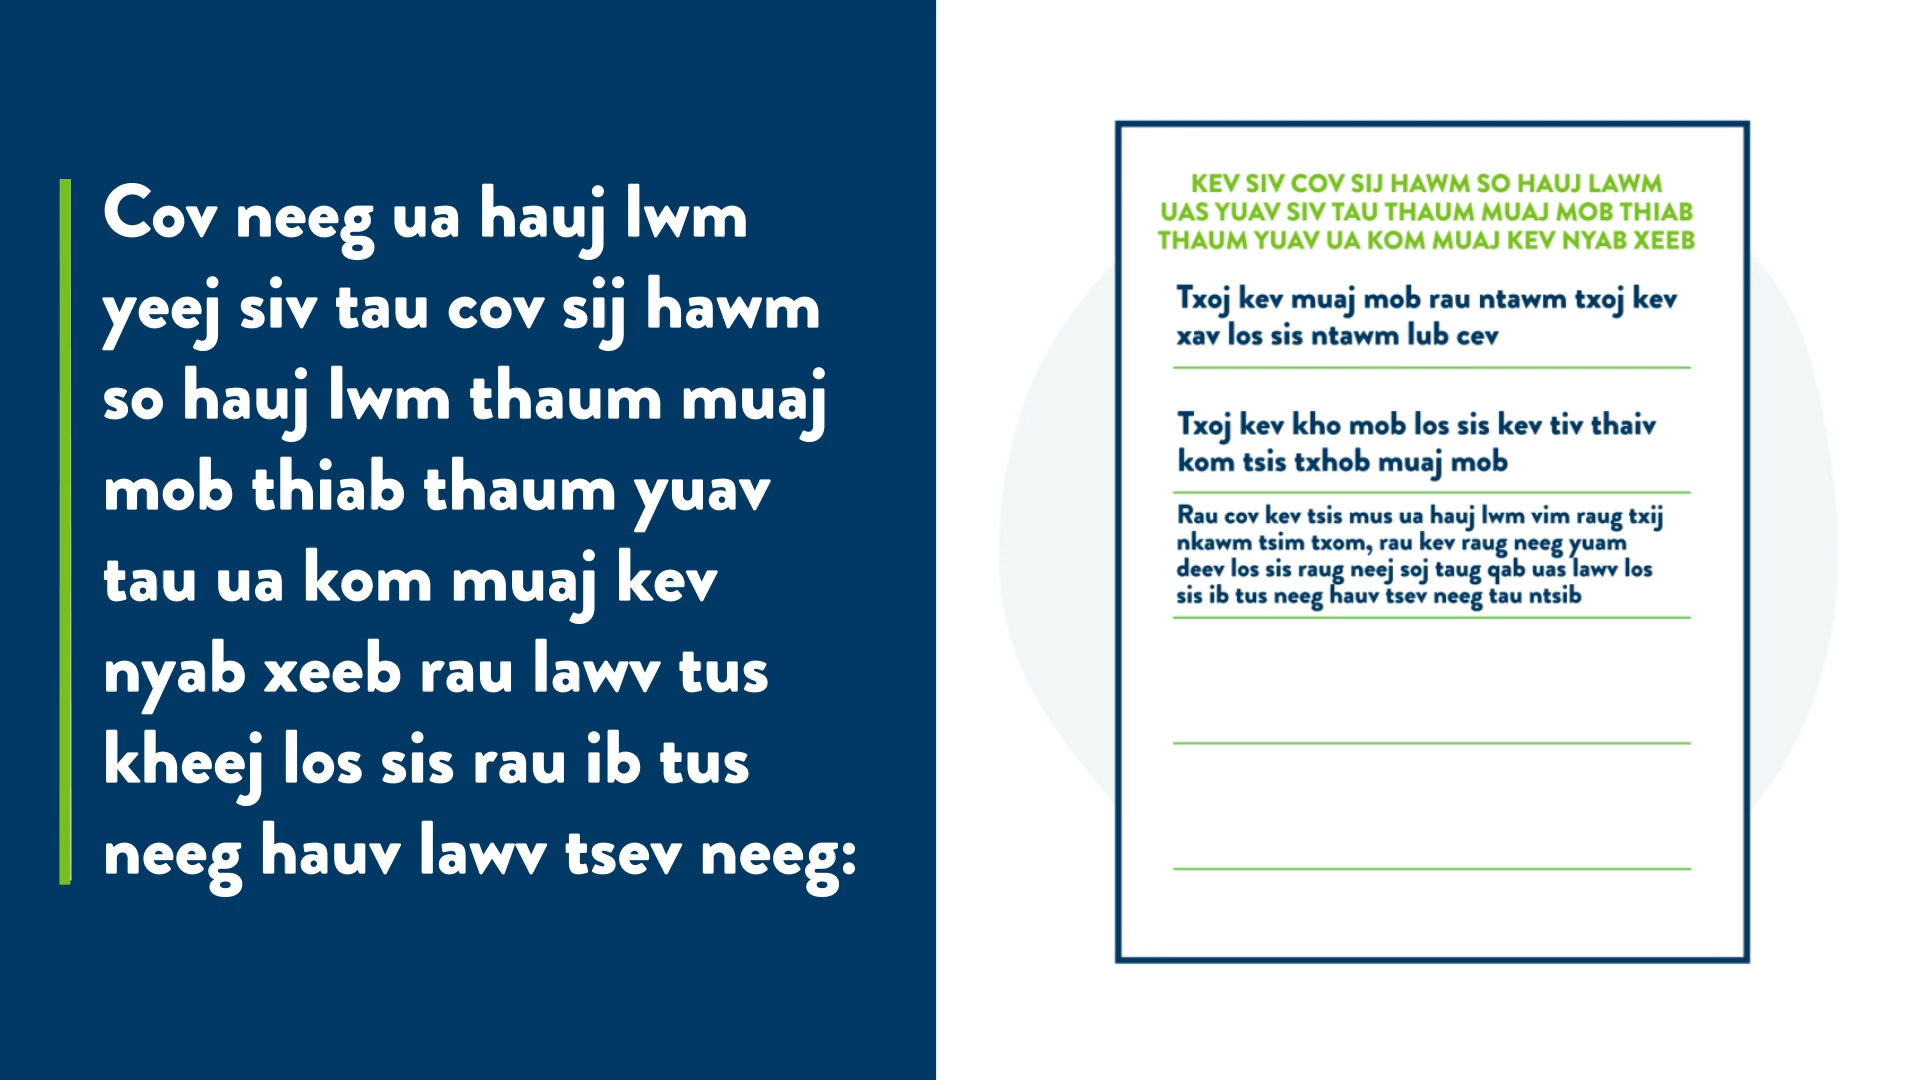 Cov neeg ua hauj lwm
yeej siv tau cov sij hawm
so hauj lwm thaum muaj
mob thiab thaum yuav
tau ua kom muaj kev
nyab xeeb rau lawv tus
kheej los sis rau ib tus
neeg hauv lawv tsev neeg:
KEV SIV COV SIJ HAWM SO HAUJ LAWM
UAS YUAV SIV TAU THAUM MUAJ MOB THIAB
THAUM YUAV UA KOM MUAJ KEV NYAB XEEB
Txoj kev muaj mob rau ntawm txoj kev
xav los sis ntawm lub cev
Txoj kev kho mob los sis kev tiv thaiv
kom tsis txhob muaj mob
Rau cov kev tsis mus ua hauj lwm vim raug txij
nkawm tsim txom, rau kev raug neeg yuam
deev los sis raug neej soj taug qab uas lawv los
sis ib tus neeg hauv tsev neeg tau ntsib